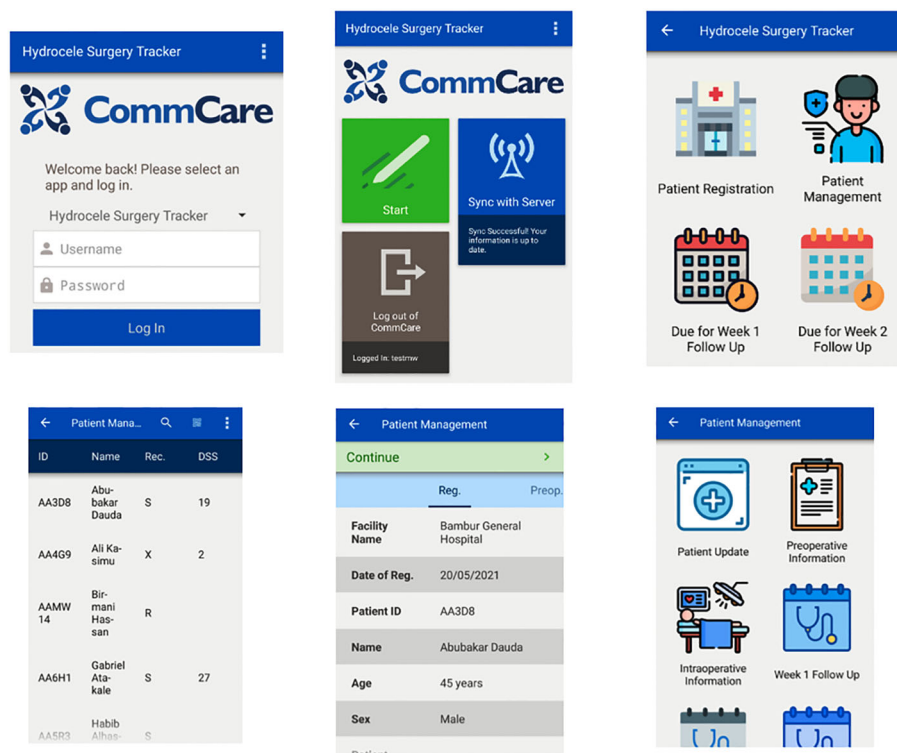 Hydrocele Surgery Tracker
CommCare
Welcome back! Please select an
app and log in.
Hydrocele Surgery Tracker
Username
Password
Log In
Hydrocele Surgery Tracker
CommCare
Start
Sync with Server
Sync Successful! Your
information is up to
date.
Log out of
CommCare
Logged In: testmw
Hydrocele Surgery Tracker
Patient Registration
Patient
Management
Due for Week 1
Follow Up
Due for Week 2
Follow Up
Patient Mana...
ID Name Rec. DSS
AA3D8 Abu-
bakar
Dauda S 19
AA4G9 Ali Ka-
simu X 2
AAMW
14 Bir-
mani
Has-
san R
AA6H1 Gabriel
Ata-
kale S 27
AA5R3 Habib
Alhas- S
Patient Management
Continue
Reg. Preop.
Facility
Name Bambur General
Hospital
Date of Reg. 20/05/2021
Patient ID AA3D8
Name Abubakar Dauda
Age 45 years
Sex Male
Patient
Patient Management
Patient Update
Preoperative
Information
Intraoperative
Information
Week 1 Follow Up